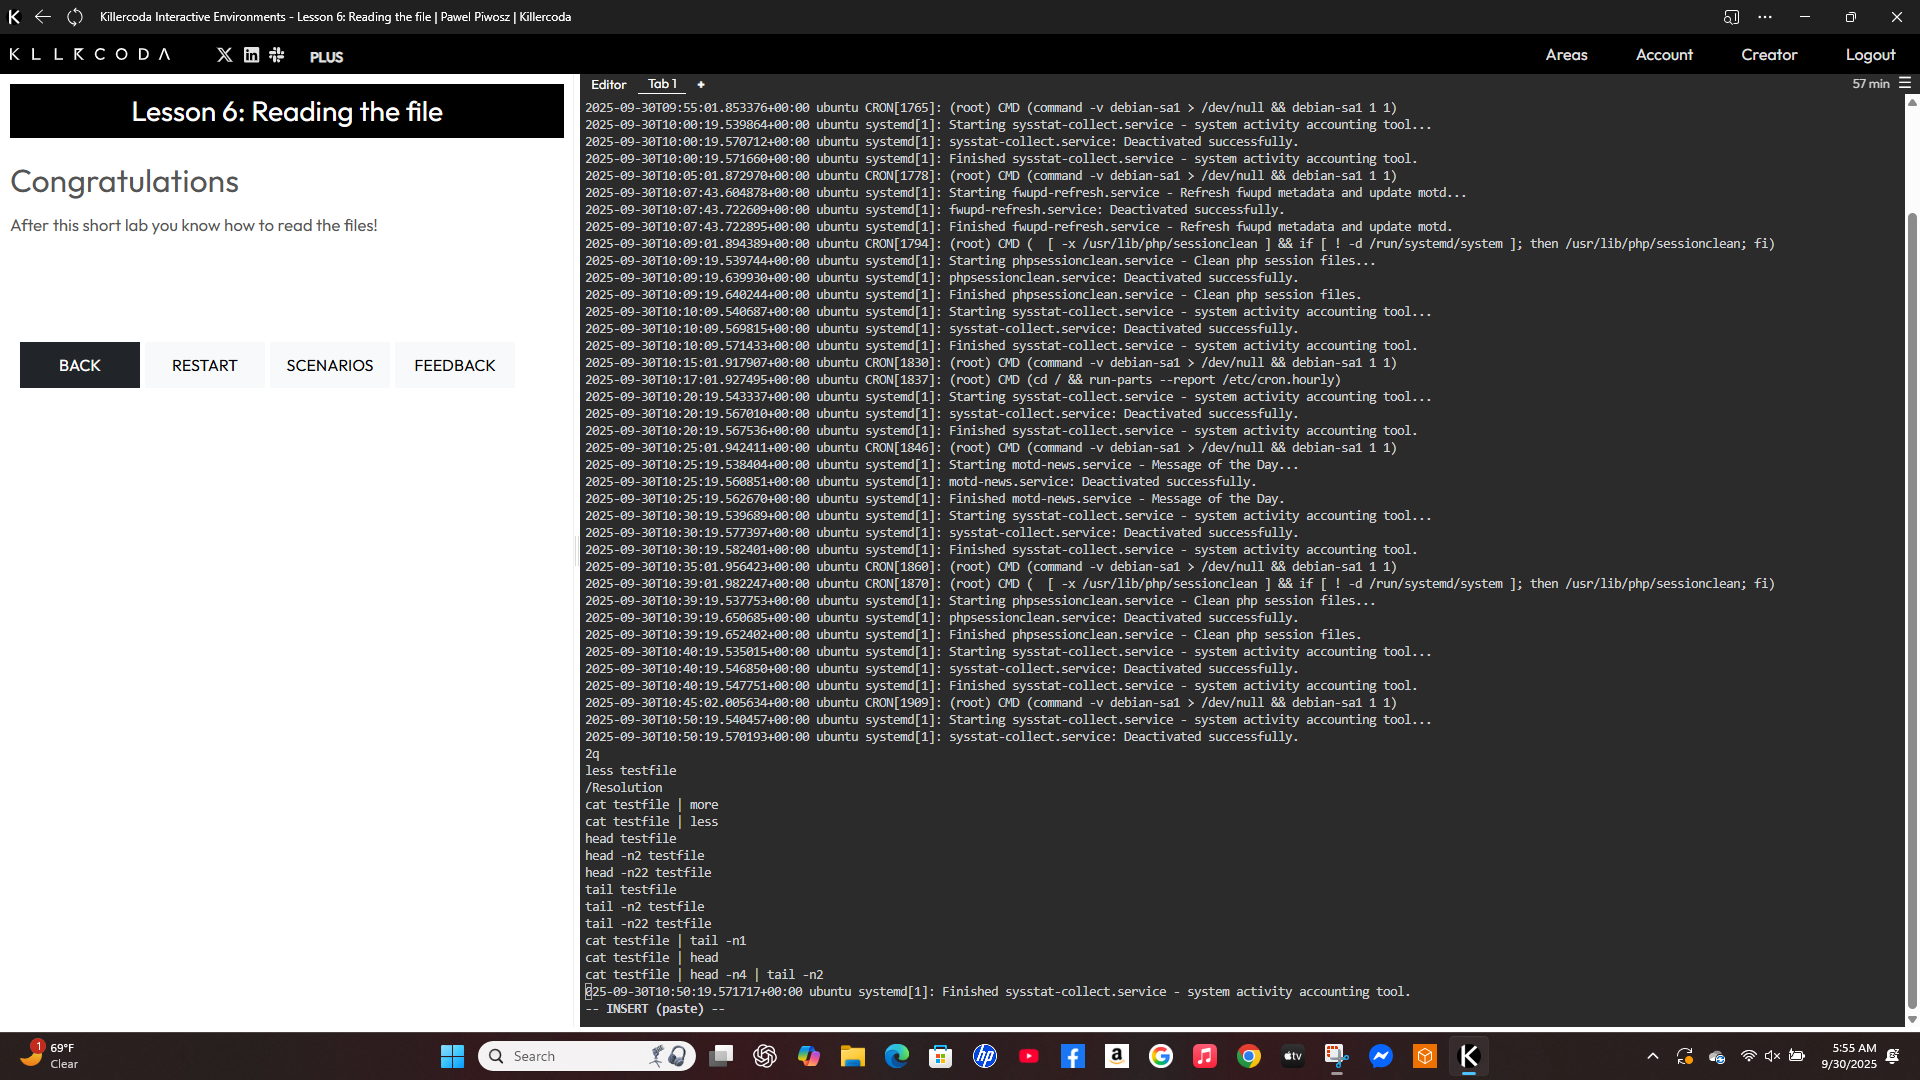 Killercoda Interactive Environments - Lesson 6: Reading the file | Pawel Piwosz | Killercoda
KLLRCODA
PLUS
Areas
Account
Creator
Logout
Lesson 6: Reading the file
Congratulations
After this short lab you know how to read the files!
BACK
RESTART
SCENARIOS
FEEDBACK
Editor
Tab 1
+
57 min
2025-09-30T09:55:01.853376+00:00 ubuntu CRON[1765]: (root) CMD (command -v debian-sa1 > /dev/null && debian-sa1 1 1)
2025-09-30T10:00:19.539864+00:00 ubuntu systemd[1]: Starting sysstat-collect.service - system activity accounting tool...
2025-09-30T10:00:19.570712+00:00 ubuntu systemd[1]: sysstat-collect.service: Deactivated successfully.
2025-09-30T10:00:19.571660+00:00 ubuntu systemd[1]: Finished sysstat-collect.service - system activity accounting tool.
2025-09-30T10:05:01.872970+00:00 ubuntu CRON[1778]: (root) CMD (command -v debian-sa1 > /dev/null && debian-sa1 1 1)
2025-09-30T10:07:43.604878+00:00 ubuntu systemd[1]: Starting fwupd-refresh.service - Refresh fwupd metadata and update motd...
2025-09-30T10:07:43.722609+00:00 ubuntu systemd[1]: fwupd-refresh.service: Deactivated successfully.
2025-09-30T10:07:43.722895+00:00 ubuntu systemd[1]: Finished fwupd-refresh.service - Refresh fwupd metadata and update motd.
2025-09-30T10:09:01.894389+00:00 ubuntu CRON[1794]: (root) CMD (  [ -x /usr/lib/php/sessionclean ] && if [ ! -d /run/systemd/system ]; then /usr/lib/php/sessionclean; fi)
2025-09-30T10:09:19.539744+00:00 ubuntu systemd[1]: Starting phpsessionclean.service - Clean php session files...
2025-09-30T10:09:19.639930+00:00 ubuntu systemd[1]: phpsessionclean.service: Deactivated successfully.
2025-09-30T10:09:19.640244+00:00 ubuntu systemd[1]: Finished phpsessionclean.service - Clean php session files.
2025-09-30T10:10:09.540687+00:00 ubuntu systemd[1]: Starting sysstat-collect.service - system activity accounting tool...
2025-09-30T10:10:09.569815+00:00 ubuntu systemd[1]: sysstat-collect.service: Deactivated successfully.
2025-09-30T10:10:09.571433+00:00 ubuntu systemd[1]: Finished sysstat-collect.service - system activity accounting tool.
2025-09-30T10:15:01.917907+00:00 ubuntu CRON[1830]: (root) CMD (command -v debian-sa1 > /dev/null && debian-sa1 1 1)
2025-09-30T10:17:01.927495+00:00 ubuntu CRON[1837]: (root) CMD (cd / && run-parts --report /etc/cron.hourly)
2025-09-30T10:20:19.543337+00:00 ubuntu systemd[1]: Starting sysstat-collect.service - system activity accounting tool...
2025-09-30T10:20:19.567010+00:00 ubuntu systemd[1]: sysstat-collect.service: Deactivated successfully.
2025-09-30T10:20:19.567536+00:00 ubuntu systemd[1]: Finished sysstat-collect.service - system activity accounting tool.
2025-09-30T10:25:01.942411+00:00 ubuntu CRON[1846]: (root) CMD (command -v debian-sa1 > /dev/null && debian-sa1 1 1)
2025-09-30T10:25:19.538404+00:00 ubuntu systemd[1]: Starting motd-news.service - Message of the Day...
2025-09-30T10:25:19.560851+00:00 ubuntu systemd[1]: motd-news.service: Deactivated successfully.
2025-09-30T10:25:19.562670+00:00 ubuntu systemd[1]: Finished motd-news.service - Message of the Day.
2025-09-30T10:30:19.539689+00:00 ubuntu systemd[1]: Starting sysstat-collect.service - system activity accounting tool...
2025-09-30T10:30:19.577397+00:00 ubuntu systemd[1]: sysstat-collect.service: Deactivated successfully.
2025-09-30T10:30:19.582401+00:00 ubuntu systemd[1]: Finished sysstat-collect.service - system activity accounting tool.
2025-09-30T10:35:01.956423+00:00 ubuntu CRON[1860]: (root) CMD (command -v debian-sa1 > /dev/null && debian-sa1 1 1)
2025-09-30T10:39:01.982247+00:00 ubuntu CRON[1870]: (root) CMD (  [ -x /usr/lib/php/sessionclean ] && if [ ! -d /run/systemd/system ]; then /usr/lib/php/sessionclean; fi)
2025-09-30T10:39:19.537753+00:00 ubuntu systemd[1]: Starting phpsessionclean.service - Clean php session files...
2025-09-30T10:39:19.650685+00:00 ubuntu systemd[1]: phpsessionclean.service: Deactivated successfully.
2025-09-30T10:39:19.652402+00:00 ubuntu systemd[1]: Finished phpsessionclean.service - Clean php session files.
2025-09-30T10:40:19.535015+00:00 ubuntu systemd[1]: Starting sysstat-collect.service - system activity accounting tool...
2025-09-30T10:40:19.546850+00:00 ubuntu systemd[1]: sysstat-collect.service: Deactivated successfully.
2025-09-30T10:40:19.547751+00:00 ubuntu systemd[1]: Finished sysstat-collect.service - system activity accounting tool.
2025-09-30T10:45:02.005634+00:00 ubuntu CRON[1909]: (root) CMD (command -v debian-sa1 > /dev/null && debian-sa1 1 1)
2025-09-30T10:50:19.540457+00:00 ubuntu systemd[1]: Starting sysstat-collect.service - system activity accounting tool...
2025-09-30T10:50:19.570193+00:00 ubuntu systemd[1]: sysstat-collect.service: Deactivated successfully.
2q
less testfile
/Resolution
cat testfile | more
cat testfile | less
head testfile
head -n2 testfile
head -n22 testfile
tail testfile
tail -n2 testfile
tail -n22 testfile
cat testfile | tail -n1
cat testfile | head
cat testfile | head -n4 | tail -n2
025-09-30T10:50:19.571717+00:00 ubuntu systemd[1]: Finished sysstat-collect.service - system activity accounting tool.
-- INSERT (paste) --
1
69°F
Clear
Search
5:55 AM
9/30/2025